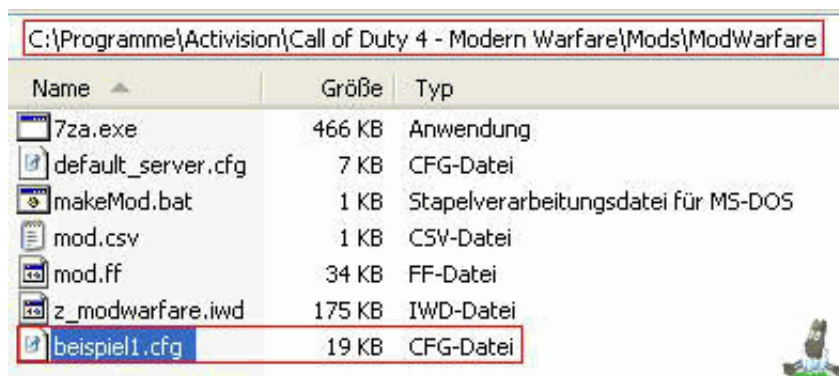 C:\Programme\Activision\Call of Duty 4 - Modern Warfare\Mods\ModWarfare
Name Größe Typ
7za.exe 466 KB Anwendung
default_server.cfg 7 KB CFG-Datei
makeMod.bat 1 KB Stapelverarbeitungsdatei für MS-DOS
mod.csv 1 KB CSV-Datei
mod.ff 34 KB FF-Datei
z_modwarfare.iwd 175 KB IWD-Datei
beispiel1.cfg 19 KB CFG-Datei